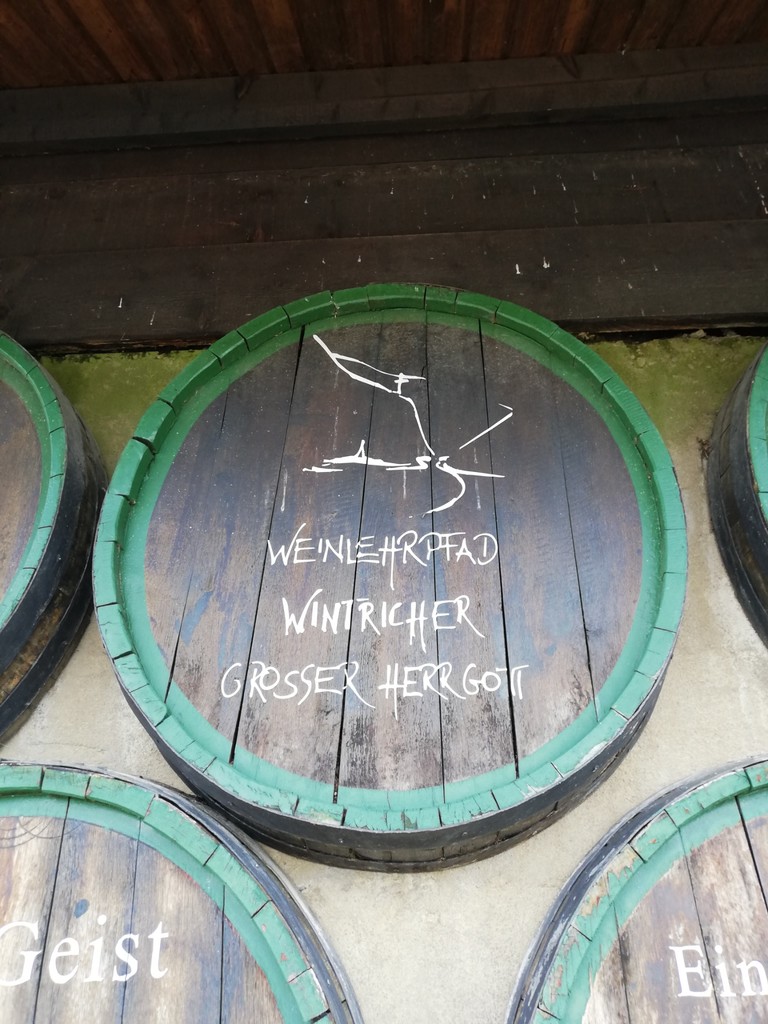 WEINLEHRPFAD
WINTRICHER
GROSSER HERRGOTT
Geist
Ein